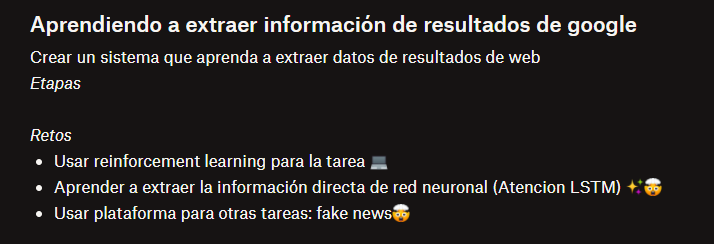 Aprendiendo a extraer información de resultados de google
Crear un sistema que aprenda a extraer datos de resultados de web
Etapas
Retos
• Usar reinforcement learning para la tarea 💻
• Aprender a extraer la información directa de red neuronal (Atencion LSTM) ✨🤯
• Usar plataforma para otras tareas: fake news🤯